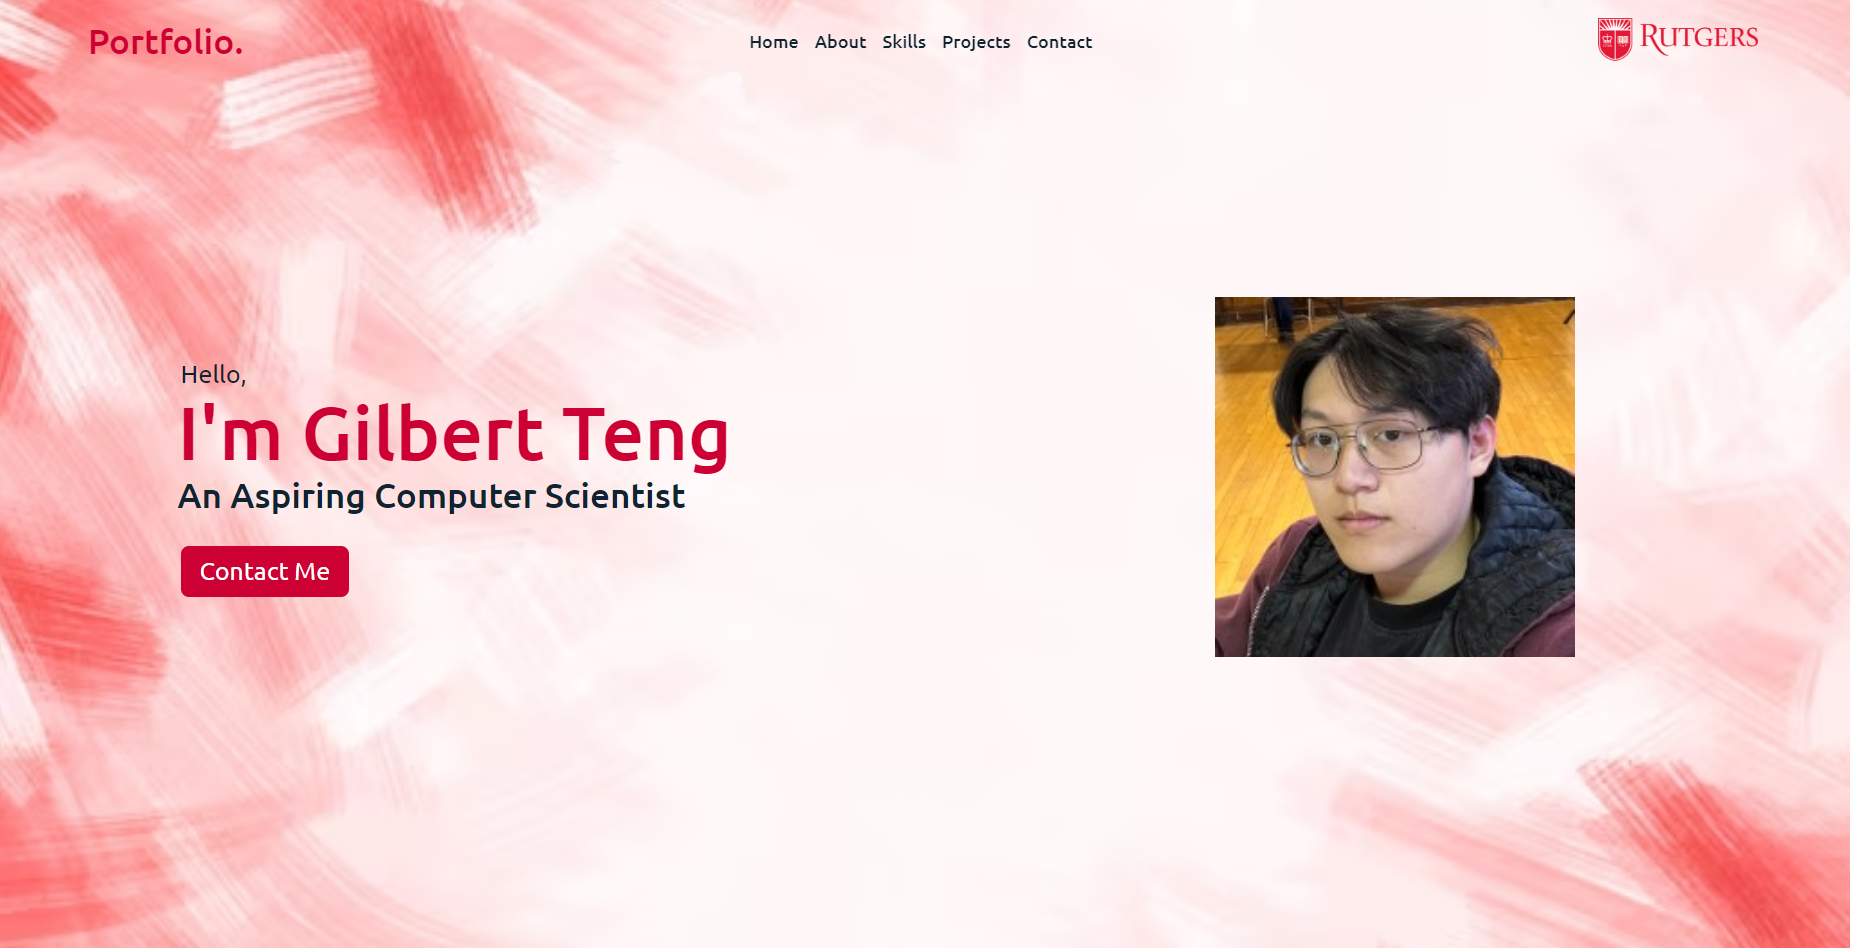 Portfolio.
Home About Skills Projects Contact
RUTGERS
Hello,
I'm Gilbert Teng
An Aspiring Computer Scientist
Contact Me